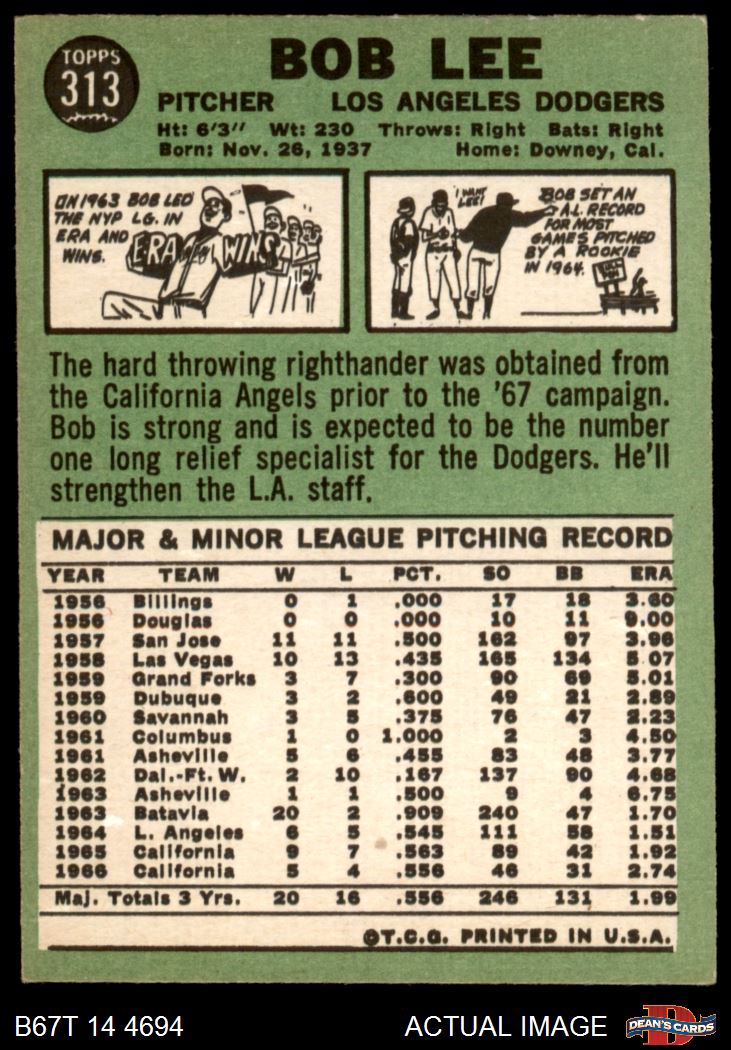 TOPPS
313
BOB LEE
PITCHER LOS ANGELES DODGERS
Ht: 6'3" Wt: 230 Throws: Right Bats: Right
Born: Nov. 26, 1937 Home: Downey, Cal.
IN 1963 BOB LED
THE NYP LG. IN
ERA AND
WINS.
ERA WINS
I WANT
LEE!
BOB SET AN
A.L. RECORD
FOR MOST
GAMES PITCHED
BY A ROOKIE
IN 1964.
The hard throwing righthander was obtained from
the California Angels prior to the '67 campaign.
Bob is strong and is expected to be the number
one long relief specialist for the Dodgers. He'll
strengthen the L.A. staff.
MAJOR & MINOR LEAGUE PITCHING RECORD
YEAR TEAM W L PCT. SO BB ERA
1956 Billings 0 1 .000 17 18 3.60
1956 Douglas 0 0 .000 10 11 9.00
1957 San Jose 11 11 .500 162 97 3.96
1958 Las Vegas 10 13 .435 165 134 5.07
1959 Grand Forks 3 7 .300 90 69 5.01
1959 Dubuque 3 2 .600 49 21 2.89
1960 Savannah 3 5 .375 76 47 2.23
1961 Columbus 1 0 1.000 2 3 4.50
1961 Asheville 5 6 .455 83 48 3.77
1962 Dal.-Ft. W. 2 10 .167 137 90 4.68
1963 Asheville 1 1 .500 9 4 6.75
1963 Batavia 20 2 .909 240 47 1.70
1964 L. Angeles 6 5 .545 111 58 1.51
1965 California 9 7 .563 89 42 1.92
1966 California 5 4 .556 46 31 2.74
Maj. Totals 3 Yrs. 20 16 .556 246 131 1.99
©T.C.G. PRINTED IN U.S.A.
B67T 14 4694 ACTUAL IMAGE
DEAN'S CARDS